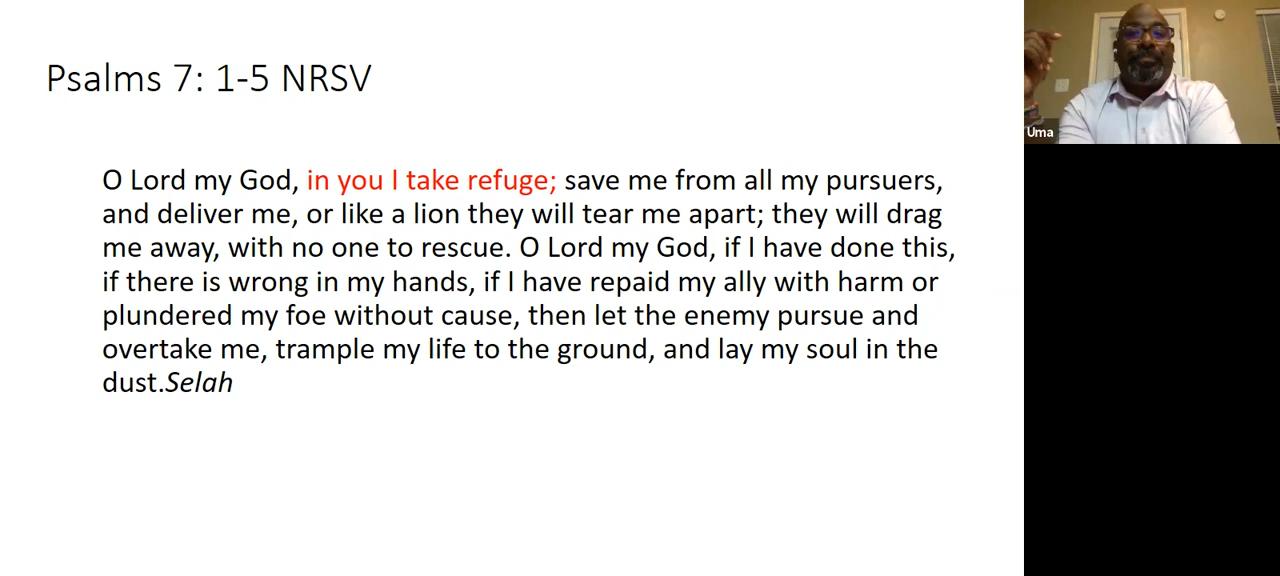 Psalms 7: 1-5 NRSV
O Lord my God, in you I take refuge; save me from all my pursuers,
and deliver me, or like a lion they will tear me apart; they will drag
me away, with no one to rescue. O Lord my God, if I have done this,
if there is wrong in my hands, if I have repaid my ally with harm or
plundered my foe without cause, then let the enemy pursue and
overtake me, trample my life to the ground, and lay my soul in the
dust.Selah
Uma